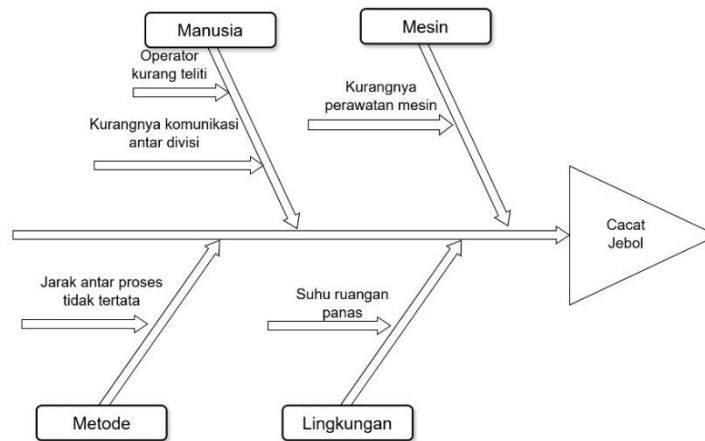 Manusia
Mesin
Operator
kurang teliti
Kurangnya
perawatan mesin
Kurangnya komunikasi
antar divisi
Cacat
Jebol
Jarak antar proses
tidak tertata
Suhu ruangan
panas
Metode
Lingkungan